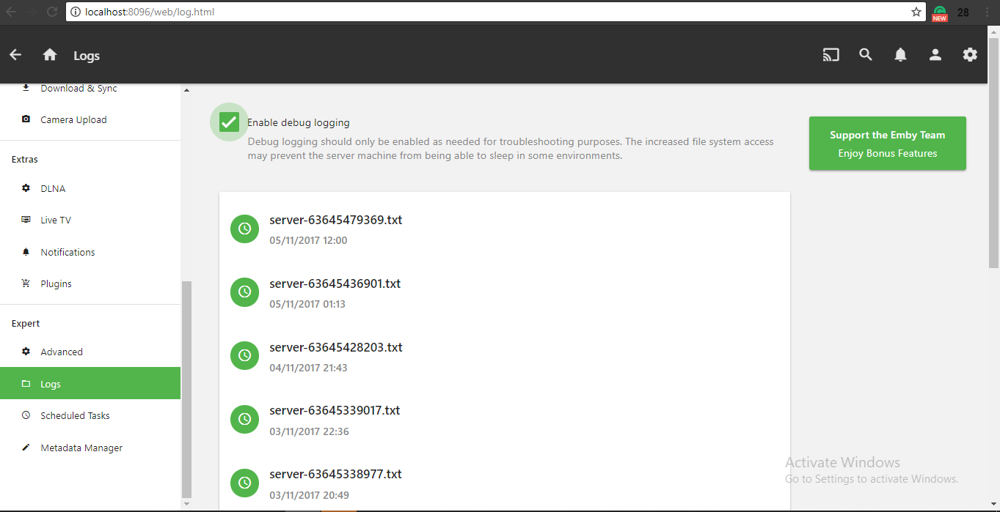 localhost:8096/web/log.html
NEW
28
Logs
Download & Sync
Camera Upload
Extras
DLNA
Live TV
Notifications
Plugins
Expert
Advanced
Logs
Scheduled Tasks
Metadata Manager
Enable debug logging
Debug logging should only be enabled as needed for troubleshooting purposes. The increased file system access
may prevent the server machine from being able to sleep in some environments.
Support the Emby Team
Enjoy Bonus Features
server-63645479369.txt
05/11/2017 12:00
server-63645436901.txt
05/11/2017 01:13
server-63645428203.txt
04/11/2017 21:43
server-63645339017.txt
03/11/2017 22:36
server-63645338977.txt
03/11/2017 20:49
Activate Windows
Go to Settings to activate Windows.